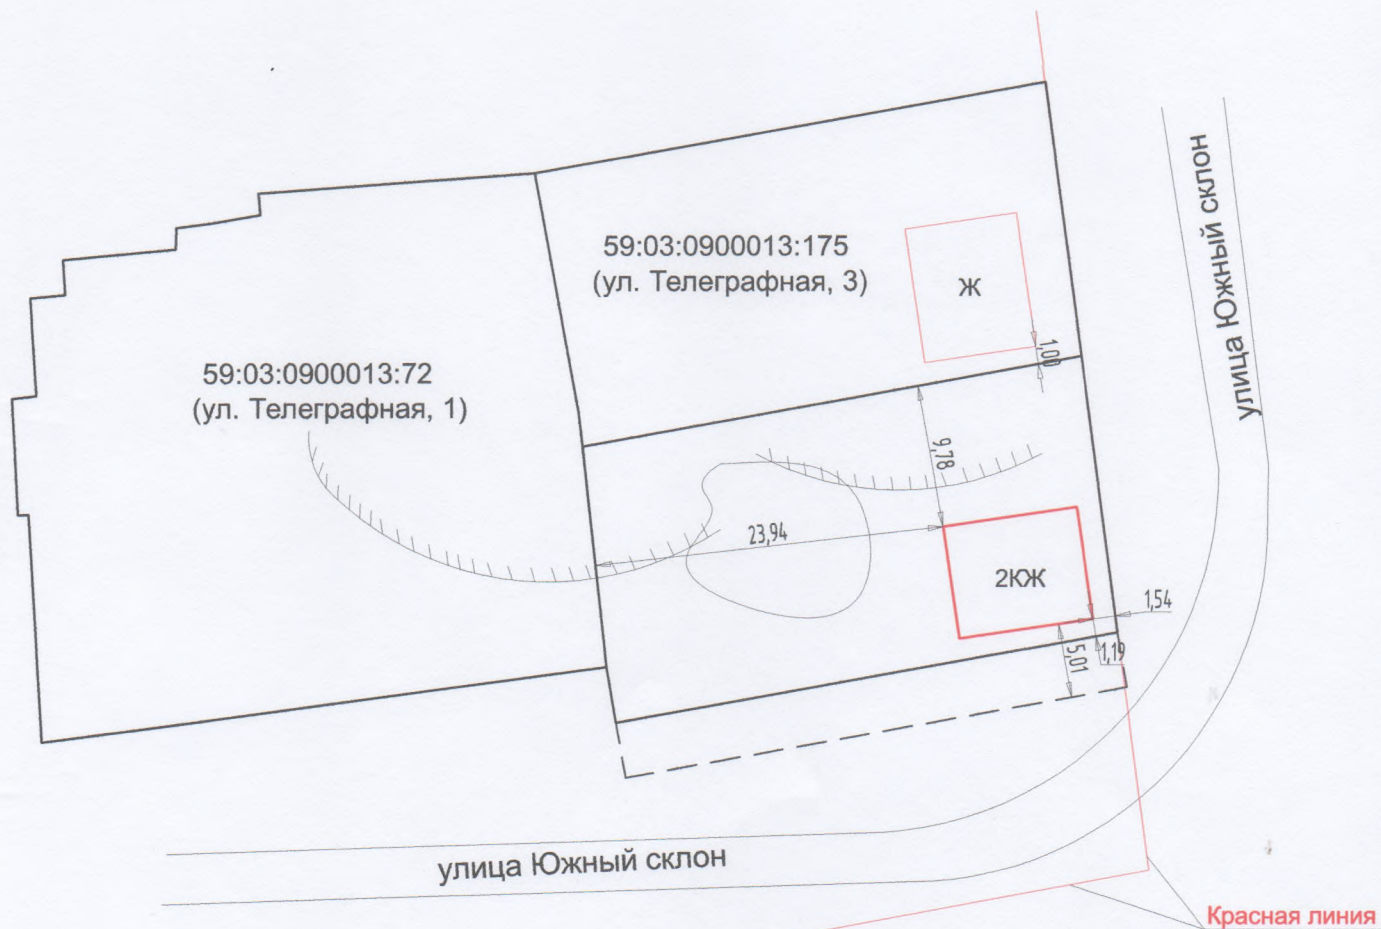 улица Южный склон
59:03:0900013:175
(ул. Телеграфная, 3)
Ж
1,00
59:03:0900013:72
(ул. Телеграфная, 1)
9,78
23,94
2КЖ
1,54
1,19
5,01
улица Южный склон
Красная линия